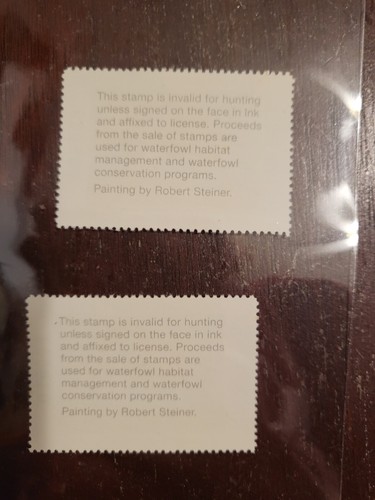 This stamp is invalid for hunting
unless signed on the face in ink
and affixed to license. Proceeds
from the sale of stamps are
used for waterfowl habitat
management and waterfowl
conservation programs.
Painting by Robert Steiner.
This stamp is invalid for hunting
unless signed on the face in ink
and affixed to license. Proceeds
from the sale of stamps are
used for waterfowl habitat
management and waterfowl
conservation programs.
Painting by Robert Steiner.